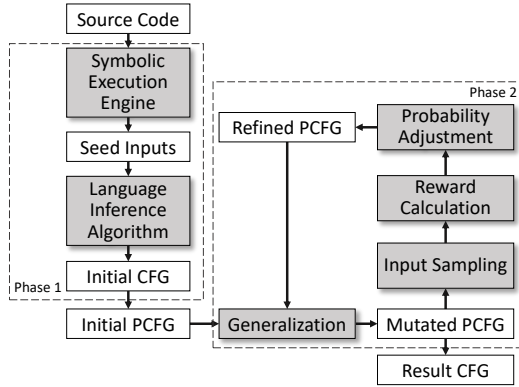 Source Code
Symbolic
Execution
Engine
Seed Inputs
Language
Inference
Algorithm
Initial CFG
Phase 1
Initial PCFG
Phase 2
Refined PCFG
Probability
Adjustment
Reward
Calculation
Input Sampling
Generalization
Mutated PCFG
Result CFG